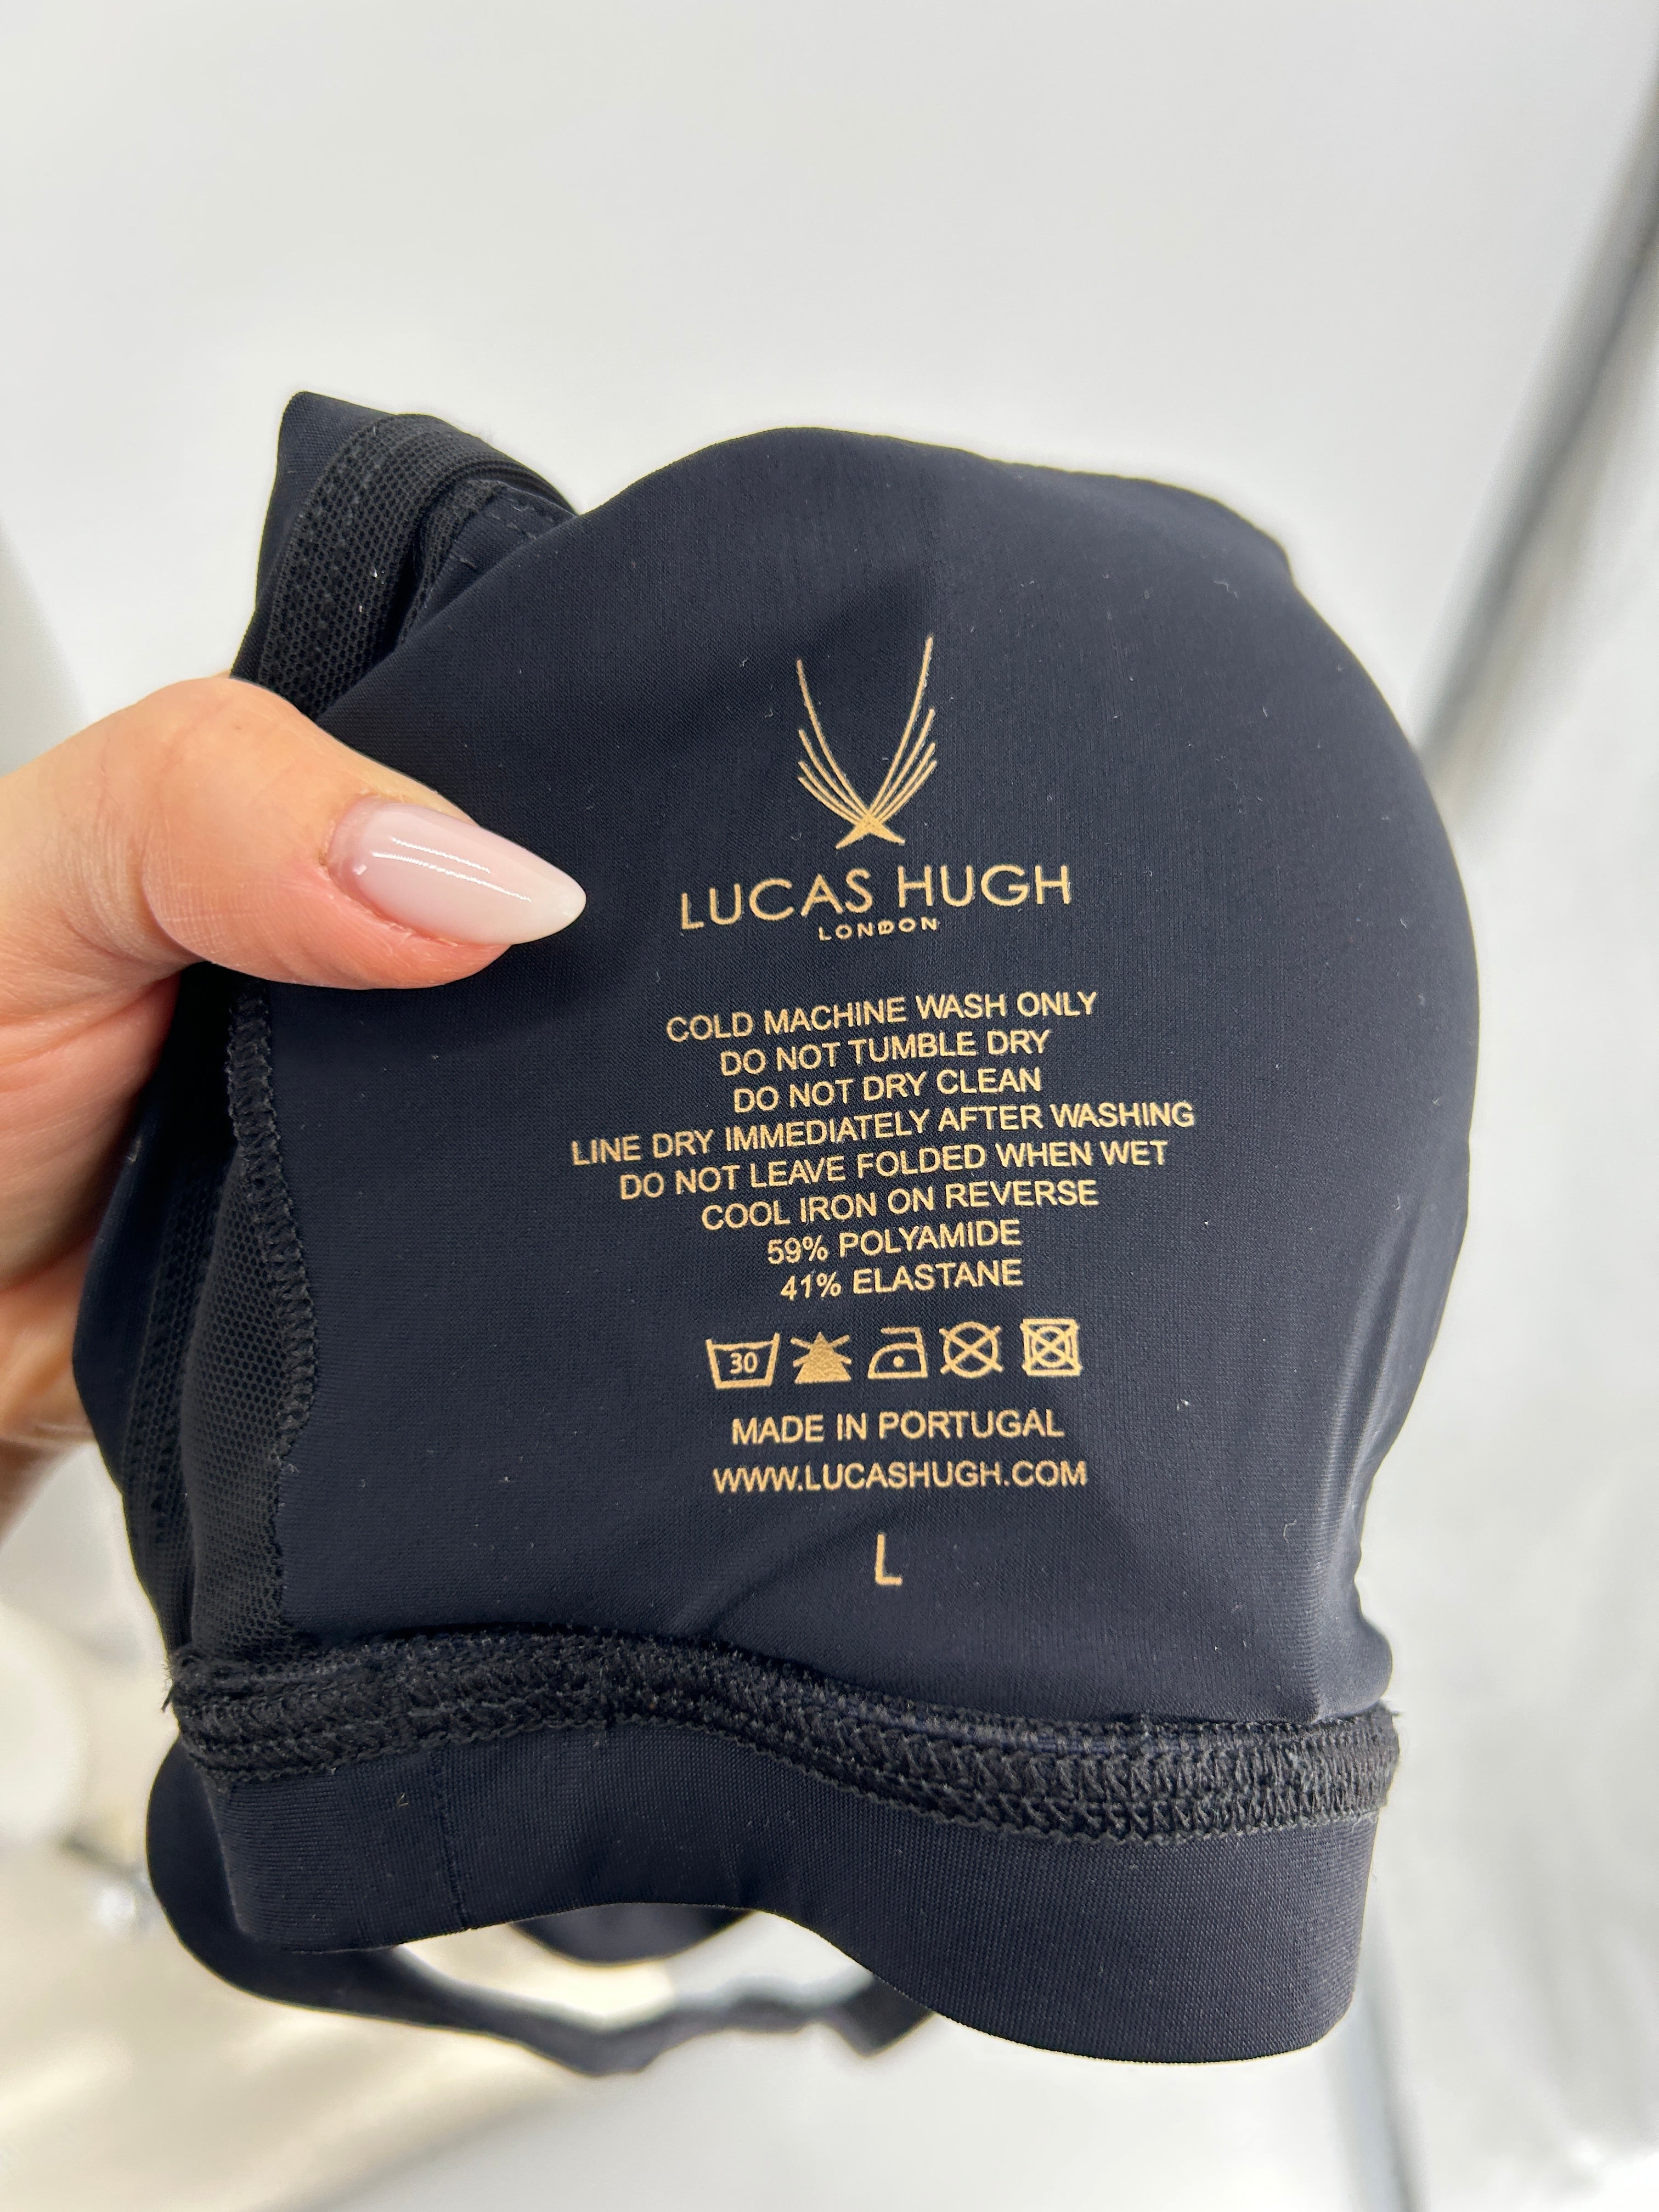 LUCAS HUGH
LONDON
COLD MACHINE WASH ONLY
DO NOT TUMBLE DRY
DO NOT DRY CLEAN
LINE DRY IMMEDIATELY AFTER WASHING
DO NOT LEAVE FOLDED WHEN WET
COOL IRON ON REVERSE
59% POLYAMIDE
41% ELASTANE
30
MADE IN PORTUGAL
WWW.LUCASHUGH.COM
L